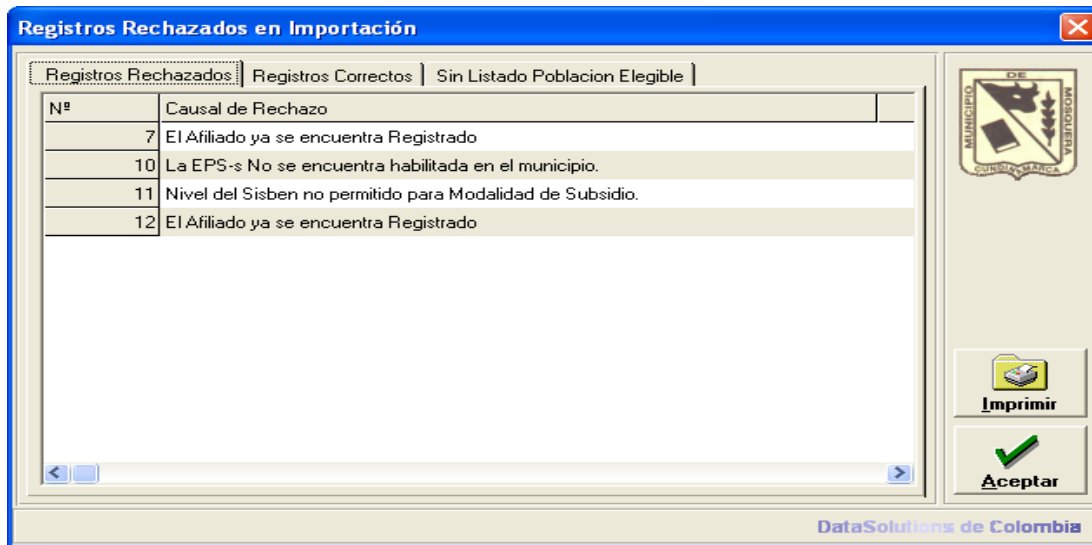 Registros Rechazados en Importación
Registros Rechazados Registros Correctos Sin Listado Poblacion Elegible
Nº Causal de Rechazo
7 El Afiliado ya se encuentra Registrado
10 La EPS-s No se encuentra habilitada en el municipio.
11 Nivel del Sisben no permitido para Modalidad de Subsidio.
12 El Afiliado ya se encuentra Registrado
DE
MUNICIPIO
MOSQUERA
CUNDINAMARCA
Imprimir
Aceptar
DataSolutions de Colombia